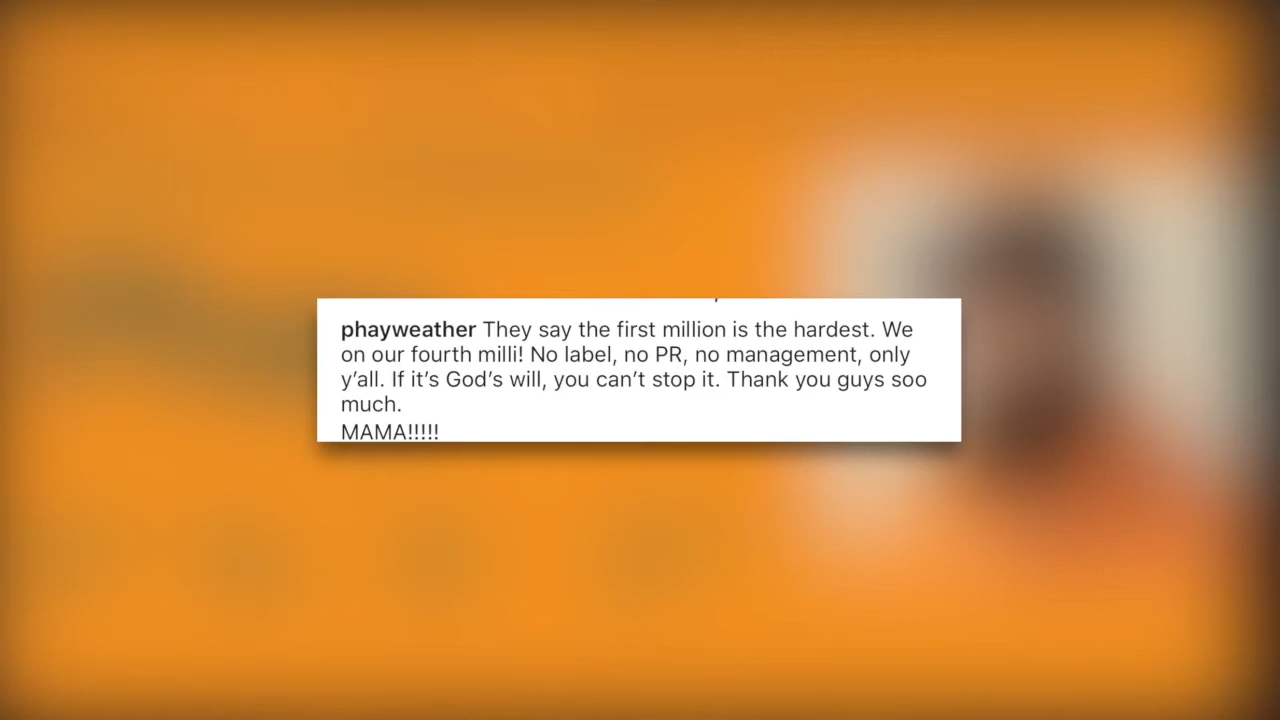 phayweather They say the first million is the hardest. We
on our fourth milli! No label, no PR, no management, only
y’all. If it’s God’s will, you can’t stop it. Thank you guys soo
much.
MAMA!!!!!